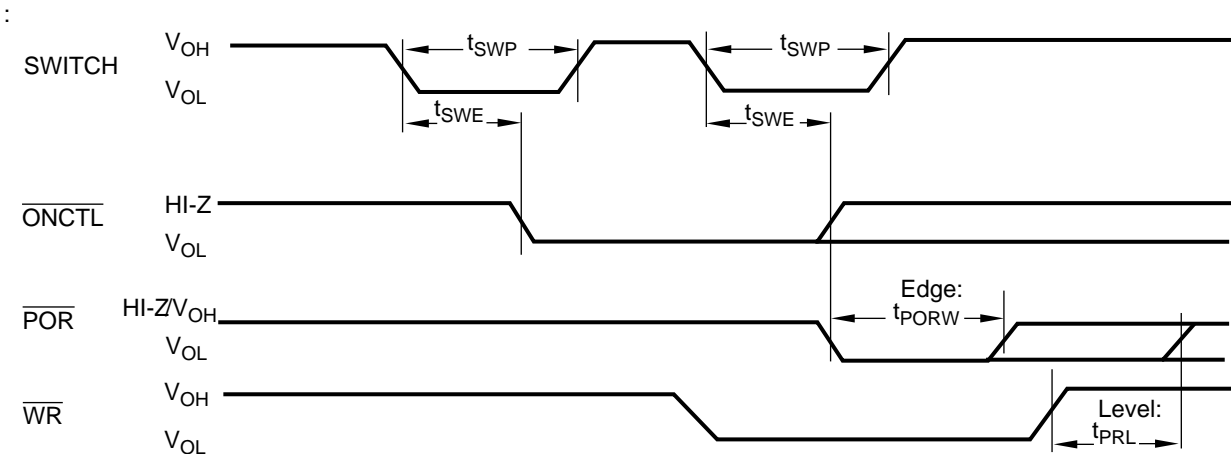 :
V_OH
SWITCH
V_OL
t_SWP
t_SWP
t_SWE
t_SWE
HI-Z
ONCTL
V_OL
HI-Z/V_OH
POR
V_OL
Edge:
t_PORW
V_OH
WR
V_OL
Level:
t_PRL